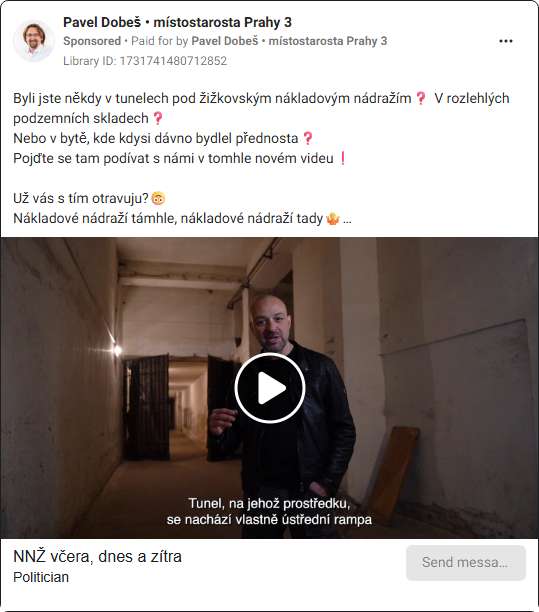 Pavel Dobeš • místostarosta Prahy 3
Sponsored • Paid for by Pavel Dobeš • místostarosta Prahy 3
Library ID: 1731741480712852
Byli jste někdy v tunelech pod žižkovským nákladovým nádražím❓ V rozlehlých
podzemních skladech❓
Nebo v bytě, kde kdysi dávno bydlel přednosta❓
Pojďte se tam podívat s námi v tomhle novém videu❗
Už vás s tím otravuju?
Nákladové nádraží támhle, nákladové nádraží tady ...
Tunel, na jehož prostředku,
se nachází vlastně ústřední rampa
NNŽ včera, dnes a zítra
Politician
Send messa...